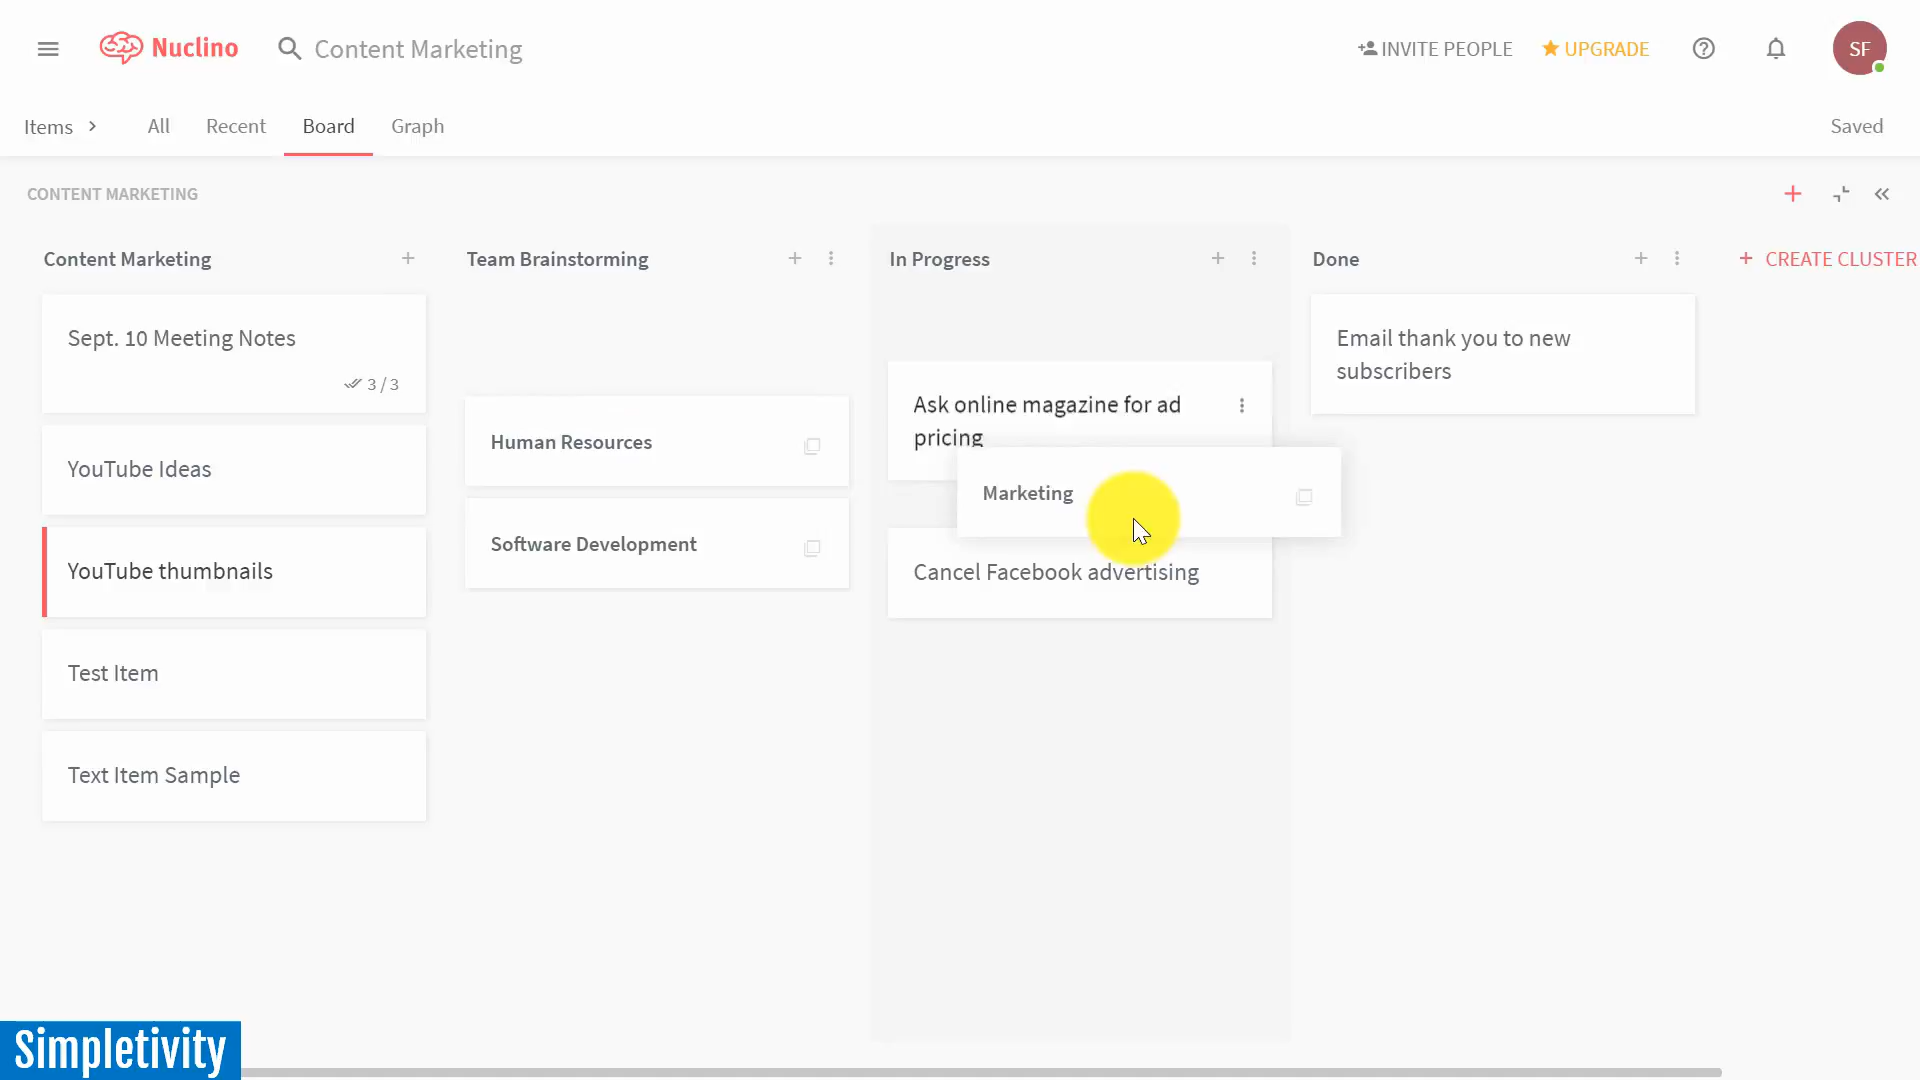 Nuclino
Content Marketing
INVITE PEOPLE
UPGRADE
SF
Items
All
Recent
Board
Graph
Saved
CONTENT MARKETING
Content Marketing
Sept. 10 Meeting Notes
3 / 3
YouTube Ideas
YouTube thumbnails
Test Item
Text Item Sample
Team Brainstorming
Human Resources
Software Development
In Progress
Ask online magazine for ad
pricing
Marketing
Cancel Facebook advertising
Done
Email thank you to new
subscribers
+ CREATE CLUSTER
Simpletivity